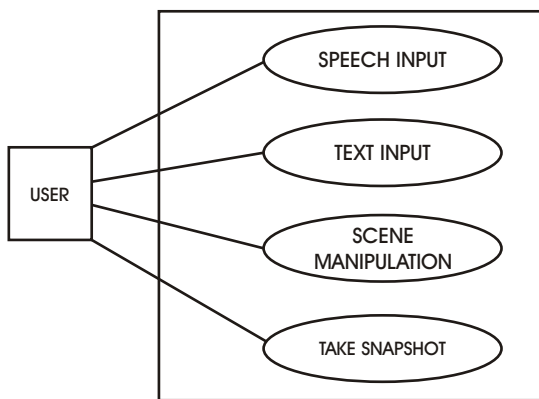 SPEECH INPUT
TEXT INPUT
USER
SCENE
MANIPULATION
TAKE SNAPSHOT